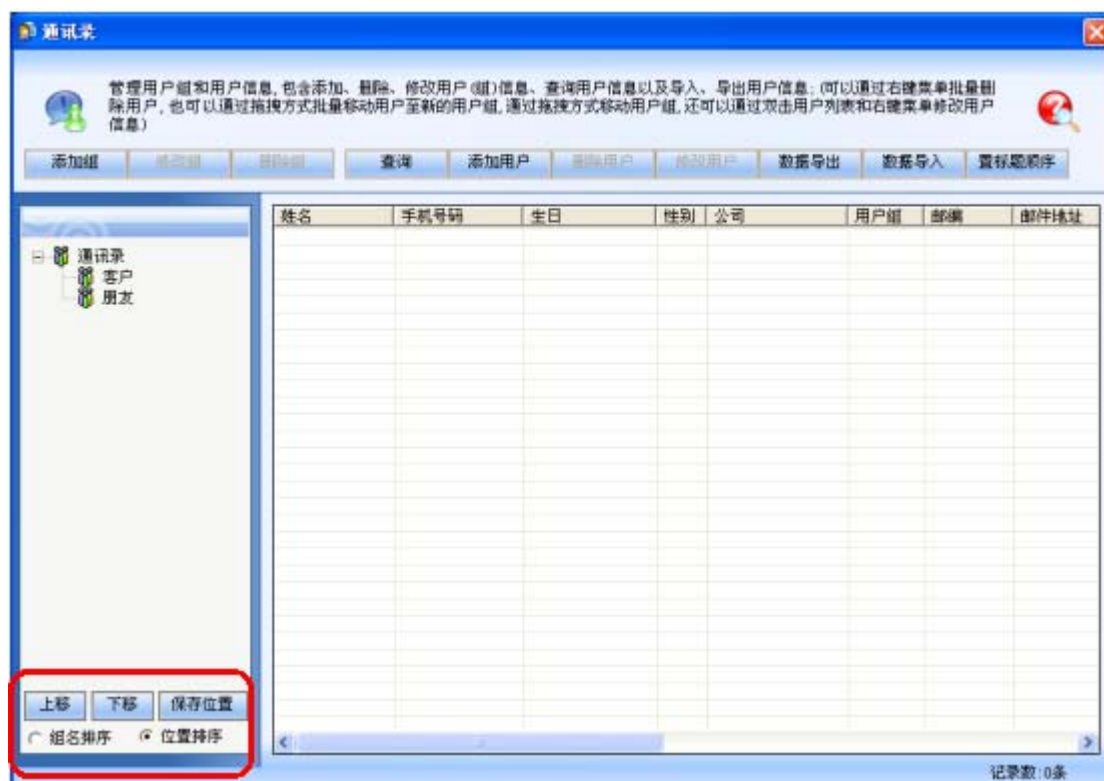 通讯录
管理用户组和用户信息,包含添加、删除、修改用户(组)信息、查询用户信息以及导入、导出用户信息;(可以通过右键菜单批量删
除用户,也可以通过拖拽方式批量移动用户至新的用户组,通过拖拽方式移动用户组,还可以通过双击用户列表和右键菜单修改用户
信息)
添加组 修改组 删除组 查询 添加用户 删除用户 修改用户 数据导出 数据导入 置标题顺序
姓名 手机号码 生日 性别 公司 用户组 邮编 邮件地址
通讯录
客户
朋友
上移 下移 保存位置
组名排序 位置排序
记录数:0条